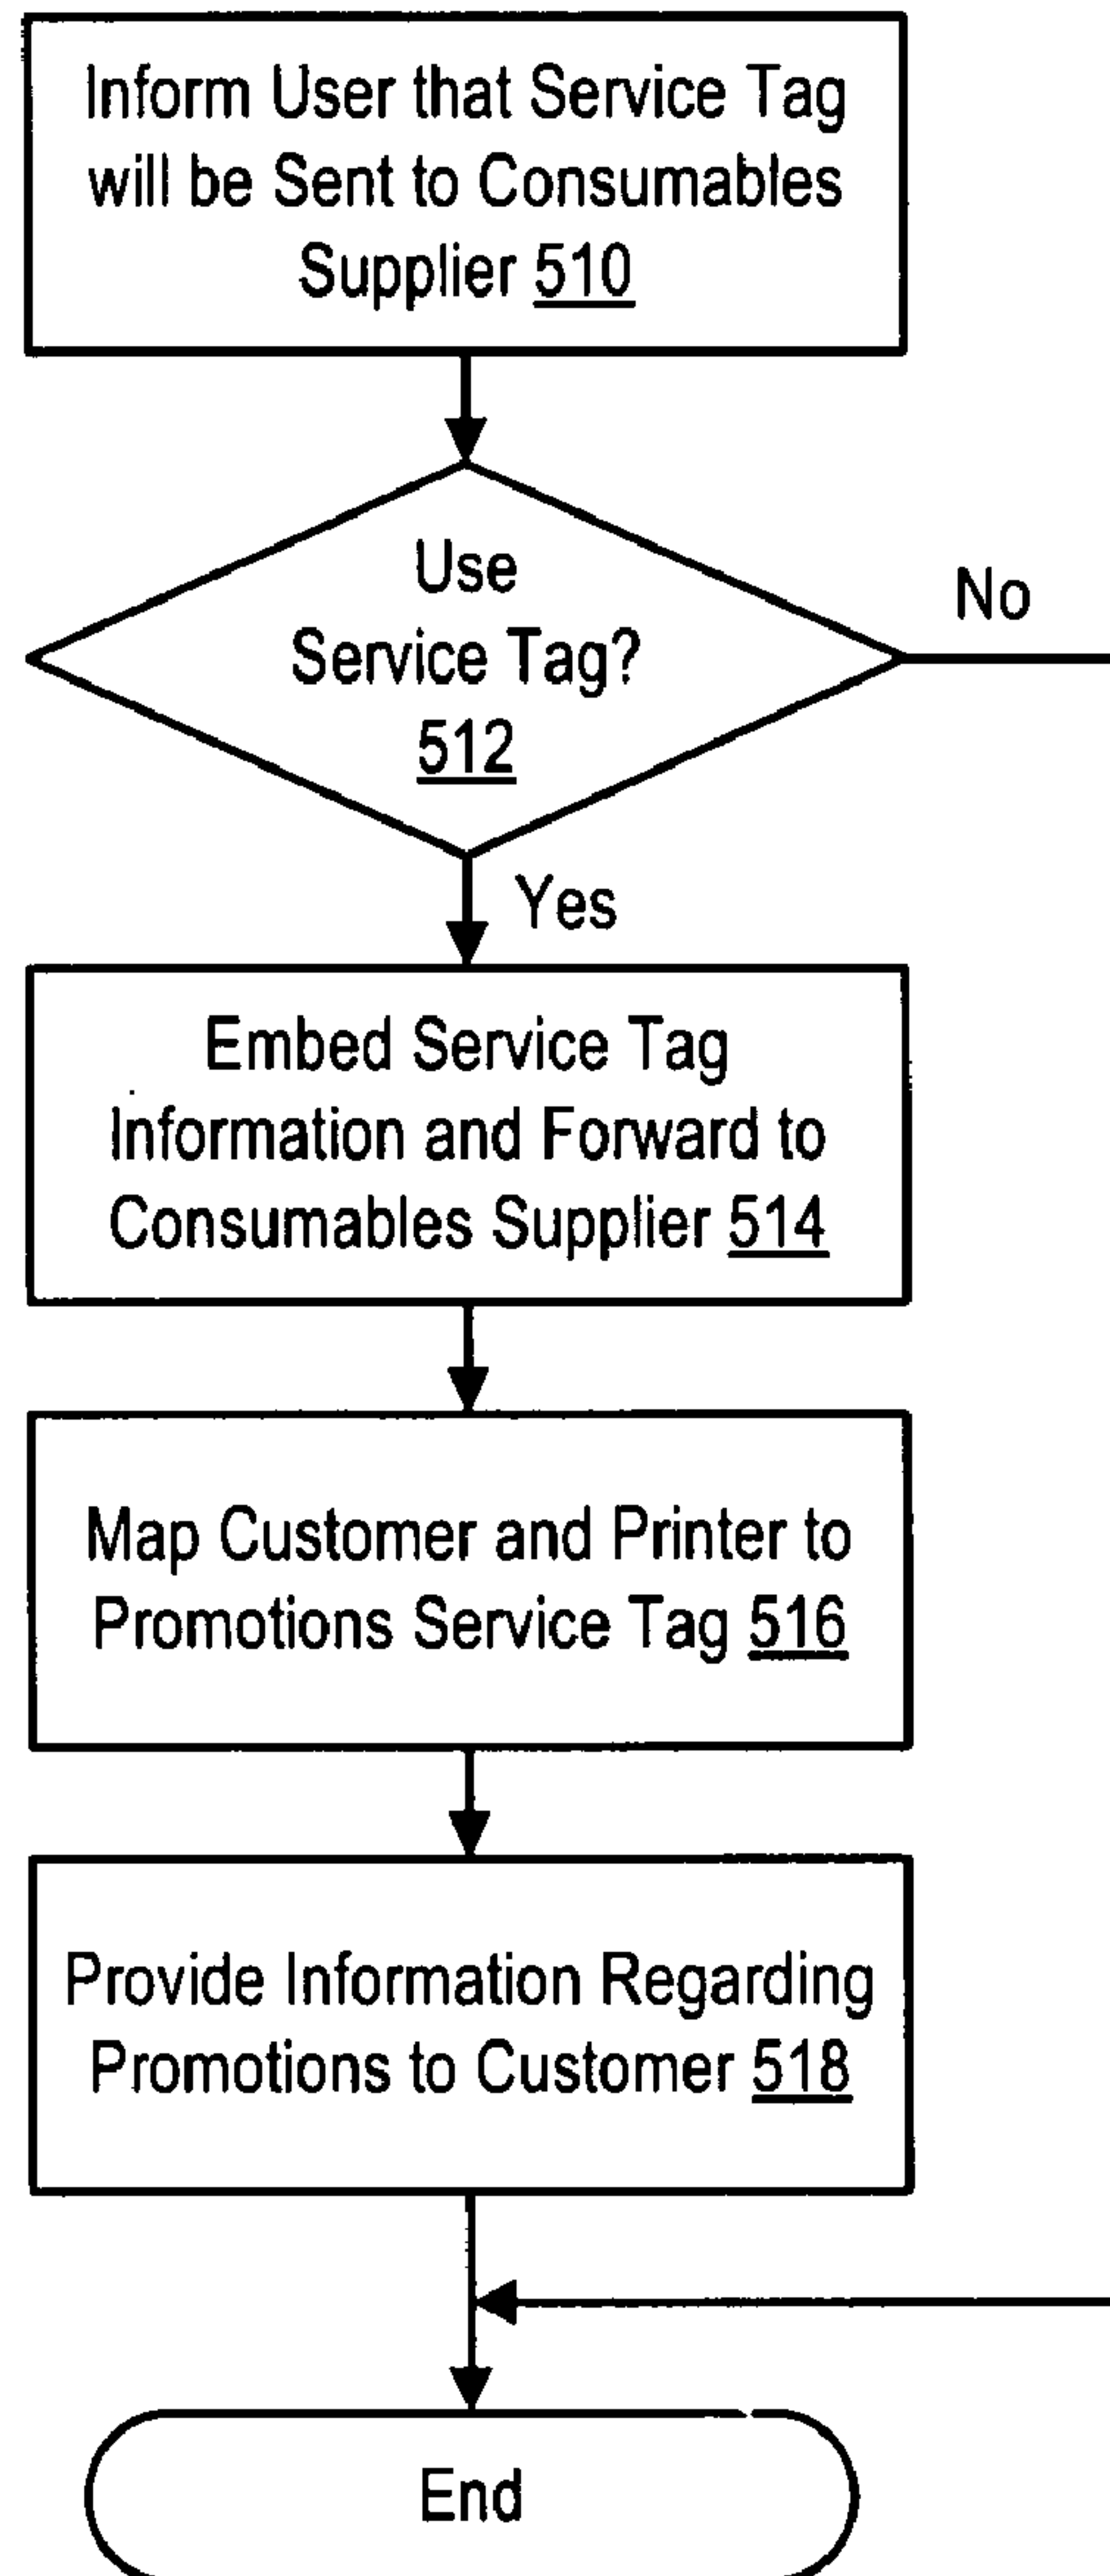 Inform User that Service Tag
will be Sent to Consumables
Supplier 510
Use
Service Tag?
512
No
Yes
Embed Service Tag
Information and Forward to
Consumables Supplier 514
Map Customer and Printer to
Promotions Service Tag 516
Provide Information Regarding
Promotions to Customer 518
End